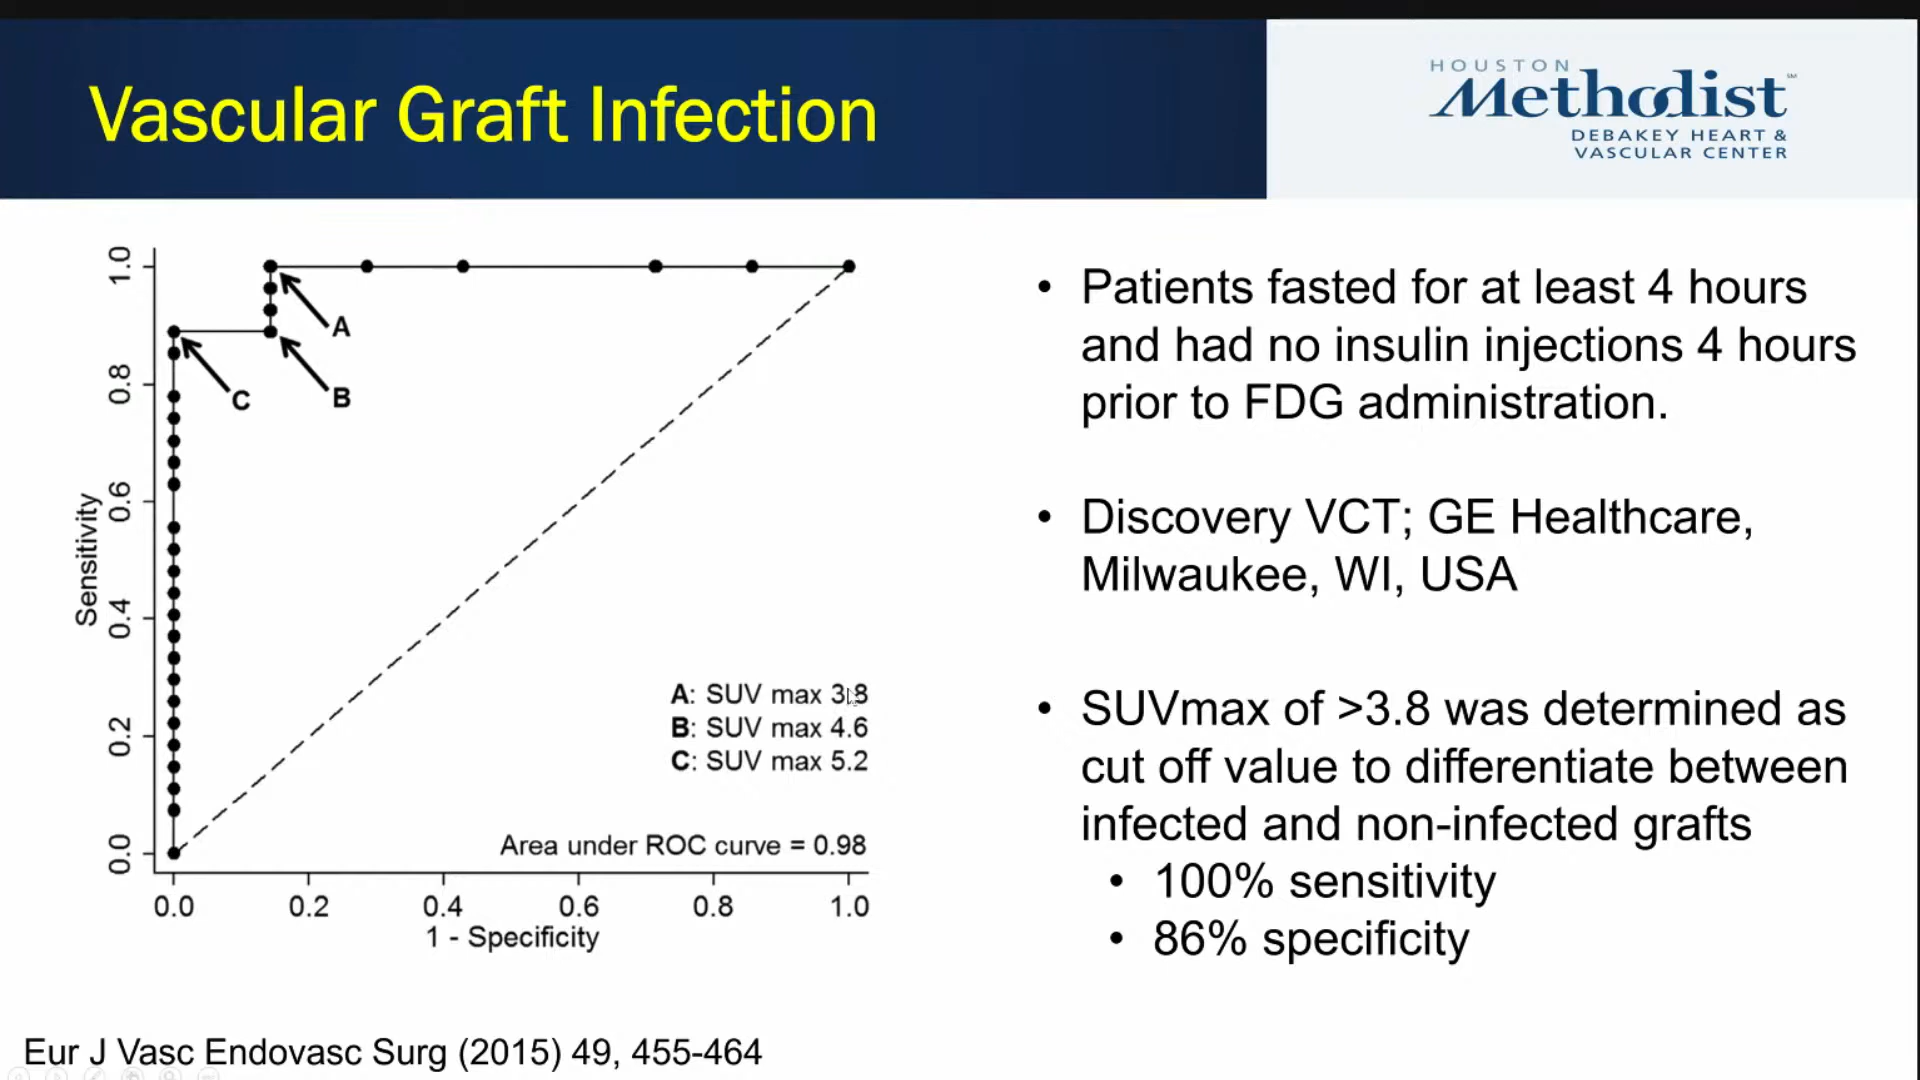 Vascular Graft Infection
HOUSTON
Methodist
SM
DEBAKEY HEART &
VASCULAR CENTER
1.0
0.8
0.6
0.4
0.2
0.0
Sensitivity
A
B
C
A: SUV max 3.8
B: SUV max 4.6
C: SUV max 5.2
Area under ROC curve = 0.98
0.0 0.2 0.4 0.6 0.8 1.0
1 - Specificity
• Patients fasted for at least 4 hours
and had no insulin injections 4 hours
prior to FDG administration.
• Discovery VCT; GE Healthcare,
Milwaukee, WI, USA
• SUVmax of >3.8 was determined as
cut off value to differentiate between
infected and non-infected grafts
• 100% sensitivity
• 86% specificity
Eur J Vasc Endovasc Surg (2015) 49, 455-464